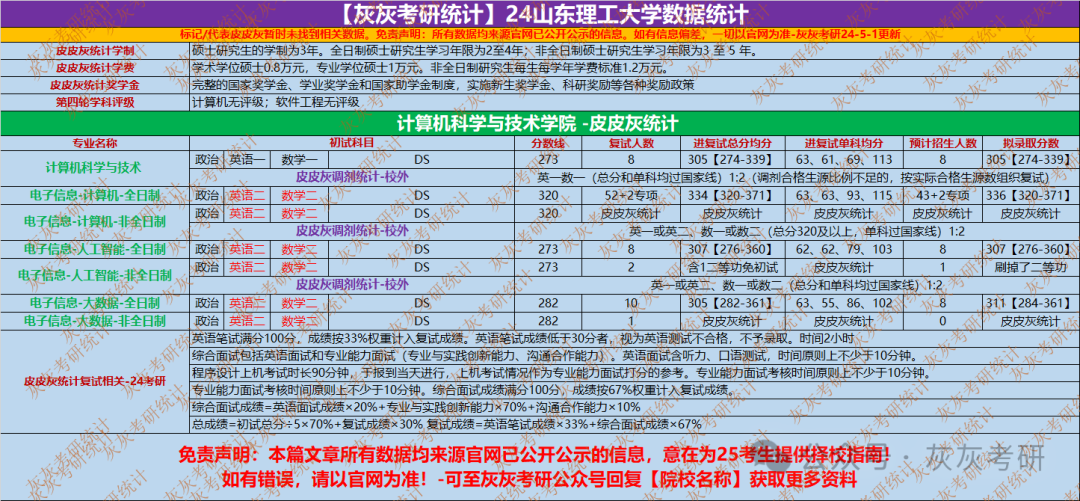 【灰灰考研统计】24山东理工大学数据统计
标记/代表皮皮灰暂时未找到相关数据。免责声明：所有数据均来源官网已公开公示的信息。如有信息偏差，一切以官网为准-灰灰考研24-5-1更新
皮皮灰统计学制 硕士研究生的学制为3年。全日制硕士研究生学习年限为2至4年；非全日制硕士研究生学习年限为3 至 5 年。
皮皮灰统计学费 学术学位硕士0.8万元，专业学位硕士1万元。非全日制研究生每生每学年学费标准1.2万元。
皮皮灰统计奖学金 完整的国家奖学金、学业奖学金和国家助学金制度，实施新生奖学金、科研奖励等各种奖励政策
第四轮学科评级 计算机无评级；软件工程无评级
计算机科学与技术学院 -皮皮灰统计
专业名称 初试科目 分数线 复试人数 进复试总分均分 进复试单科均分 预计招生人数 拟录取分数
计算机科学与技术 政治 英语一 数学一 DS 273 8 305【274-339】 63、61、69、113 8 305【274-339】
皮皮灰调剂统计-校外 英一数一（总分和单科均过国家线）1:2（调剂合格生源比例不足的，按实际合格生源数组织复试）
电子信息-计算机-全日制 政治 英语二 数学二 DS 320 52+2专项 334【320-371】 63、63、93、115 43+2专项 336【320-371】
电子信息-计算机-非全日制 政治 英语二 数学二 DS 320 皮皮灰统计 皮皮灰统计 皮皮灰统计 皮皮灰统计 皮皮灰统计
皮皮灰调剂统计-校外 英一或英二、数一或数二（总分320及以上，单科过国家线）1:2
电子信息-人工智能-全日制 政治 英语二 数学二 DS 273 8 307【276-360】 62、62、79、103 8 307【276-360】
电子信息-人工智能-非全日制 政治 英语二 数学二 DS 273 2 含1二等功免初试 皮皮灰统计 1 刷掉了二等功
皮皮灰调剂统计-校外 英一或英二、数一或数二（总分和单科均过国家线）1:2
电子信息-大数据-全日制 政治 英语二 数学二 DS 282 10 305【282-361】 63、55、86、102 8 311【284-361】
电子信息-大数据-非全日制 政治 英语二 数学二 DS 282 1 皮皮灰统计 皮皮灰统计 0 皮皮灰统计
皮皮灰统计复试相关-24考研
英语笔试满分100分，成绩按33%权重计入复试成绩。英语笔试成绩低于30分者，视为英语测试不合格，不予录取。时间2小时
综合面试包括英语面试和专业能力面试（专业与实践创新能力、沟通合作能力）。英语面试含听力、口语测试，时间原则上不少于10分钟。
程序设计上机考试时长90分钟，于报到当天进行，上机考试情况作为专业能力面试打分的参考。专业能力面试考核时间原则上不少于10分钟。
专业能力面试考核时间原则上不少于10分钟。综合面试成绩满分100分，成绩按67%权重计入复试成绩。
综合面试成绩=英语面试成绩×20%+专业与实践创新能力×70%+沟通合作能力×10%
总成绩=初试总分÷5×70%+复试成绩×30% 复试成绩=英语笔试成绩×33%+综合面试成绩×67%
免责声明：本篇文章所有数据均来源官网已公开公示的信息，意在为25考生提供择校指南！
如有错误，请以官网为准！-可至灰灰考研公众号回复【院校名称】获取更多资料
公众号 · 灰灰考研